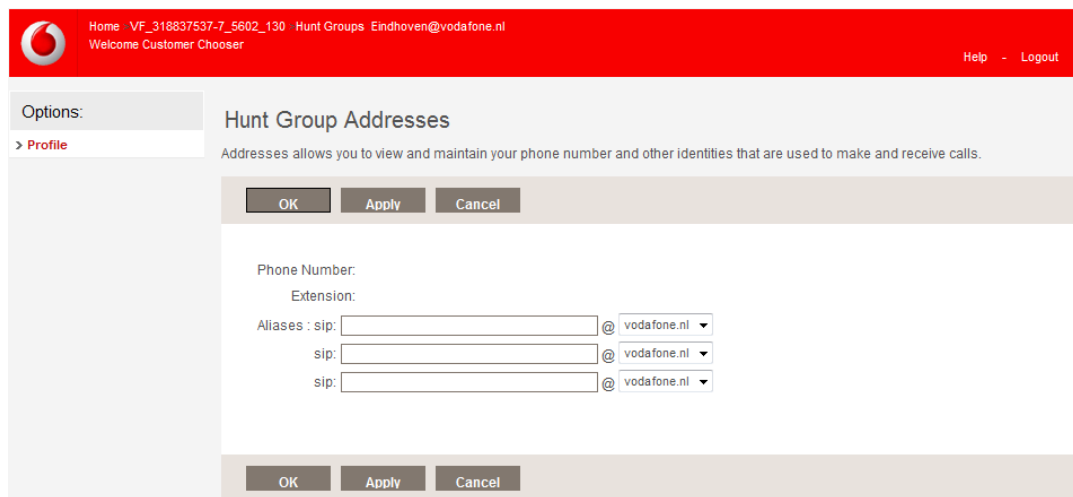 Home VF_318837537-7_5602_130 Hunt Groups Eindhoven@vodafone.nl
Welcome Customer Chooser
Help - Logout
Options:
> Profile
Hunt Group Addresses
Addresses allows you to view and maintain your phone number and other identities that are used to make and receive calls.
OK Apply Cancel
Phone Number:
Extension:
Aliases : sip: @ vodafone.nl
sip: @ vodafone.nl
sip: @ vodafone.nl
OK Apply Cancel